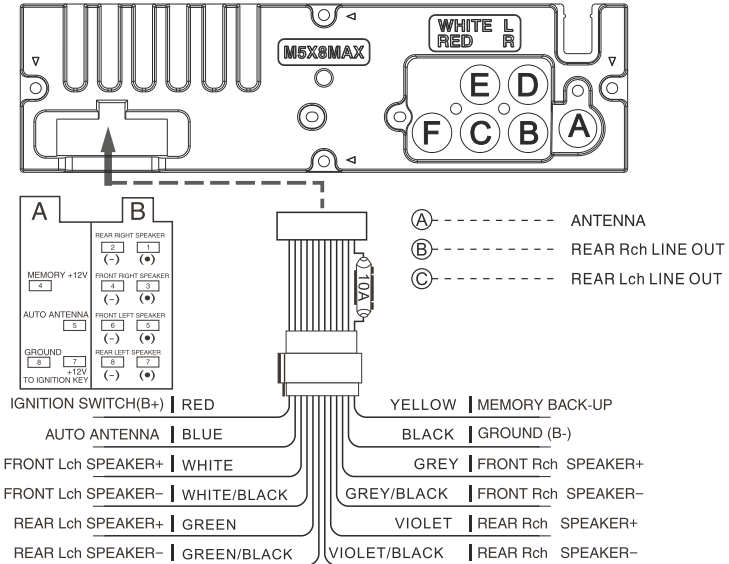 WHITE L
RED R
M5X8MAX
E D
F C B A
A B
REAR RIGHT SPEAKER
2 1
(-) (●)
MEMORY +12V
4
FRONT RIGHT SPEAKER
4 3
(-) (●)
AUTO ANTENNA
5
FRONT LEFT SPEAKER
6 5
(-) (●)
GROUND
8 7
+12V
TO IGNITION KEY
REAR LEFT SPEAKER
8 7
(-) (●)
10A
A ANTENNA
B REAR Rch LINE OUT
C REAR Lch LINE OUT
IGNITION SWITCH(B+) RED
YELLOW MEMORY BACK-UP
AUTO ANTENNA BLUE
BLACK GROUND (B-)
FRONT Lch SPEAKER+ WHITE
GREY FRONT Rch SPEAKER+
FRONT Lch SPEAKER- WHITE/BLACK
GREY/BLACK FRONT Rch SPEAKER-
REAR Lch SPEAKER+ GREEN
VIOLET REAR Rch SPEAKER+
REAR Lch SPEAKER- GREEN/BLACK
VIOLET/BLACK REAR Rch SPEAKER-